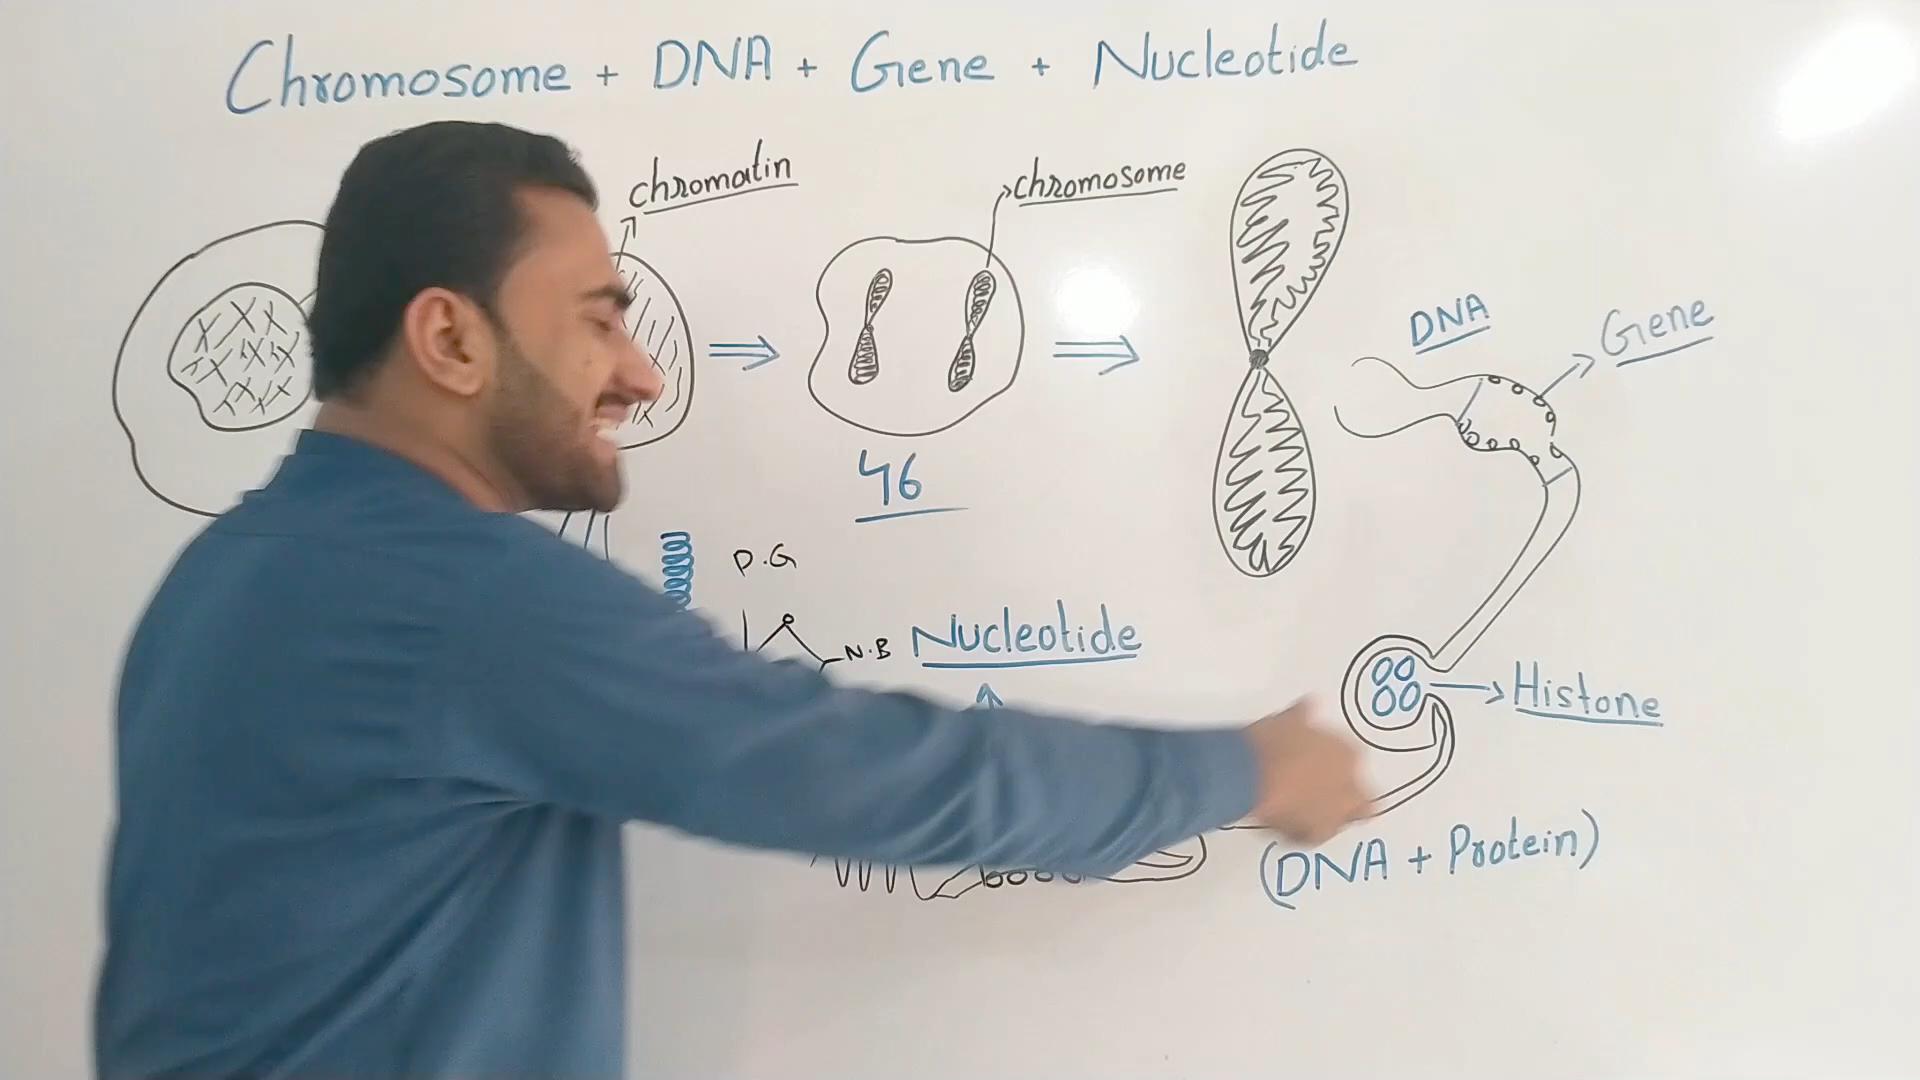 Chromosome + DNA + Gene + Nucleotide
chromatin
chromosome
DNA
Gene
46
P.G
N.B
Nucleotide
Histone
(DNA + Protein)